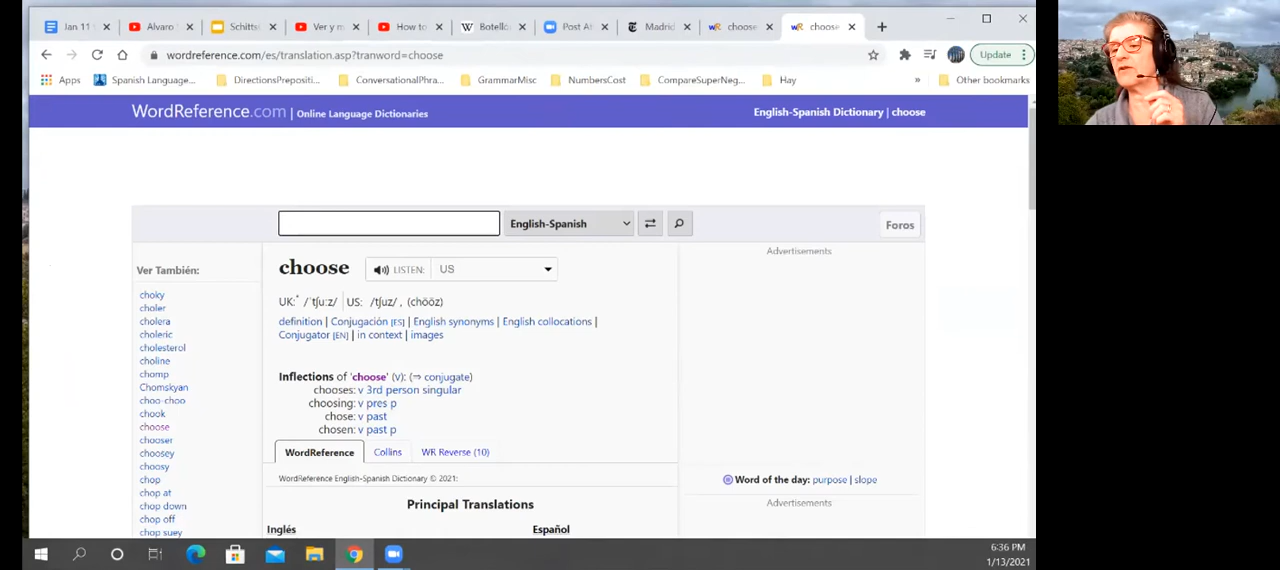 Jan 11
Alvaro
Schitts
Ver y m
How to
Botelló
Post Al
Madrid
choose
choose
wordreference.com/es/translation.asp?tranword=choose
Update
Apps
Spanish Language...
DirectionsPrepositi...
ConversationalPhra...
GrammarMisc
NumbersCost
CompareSuperNeg...
Hay
»
Other bookmarks
WordReference.com | Online Language Dictionaries
English-Spanish Dictionary | choose
English-Spanish
Foros
Ver También:
choky
choler
cholera
choleric
cholesterol
choline
chomp
Chomskyan
choo-choo
chook
choose
chooser
choosey
choosy
chop
chop at
chop down
chop off
chop suey
choose
LISTEN:
US
UK:* /ˈtʃuːz/ US: /tʃuz/ , (cho͞oz)
definition | Conjugación [ES] | English synonyms | English collocations |
Conjugator [EN] | in context | images
Inflections of 'choose' (v): (⇒ conjugate)
chooses: v 3rd person singular
choosing: v pres p
chose: v past
chosen: v past p
WordReference
Collins
WR Reverse (10)
WordReference English-Spanish Dictionary © 2021:
Principal Translations
Inglés
Español
Advertisements
Word of the day: purpose | slope
Advertisements
6:36 PM
1/13/2021